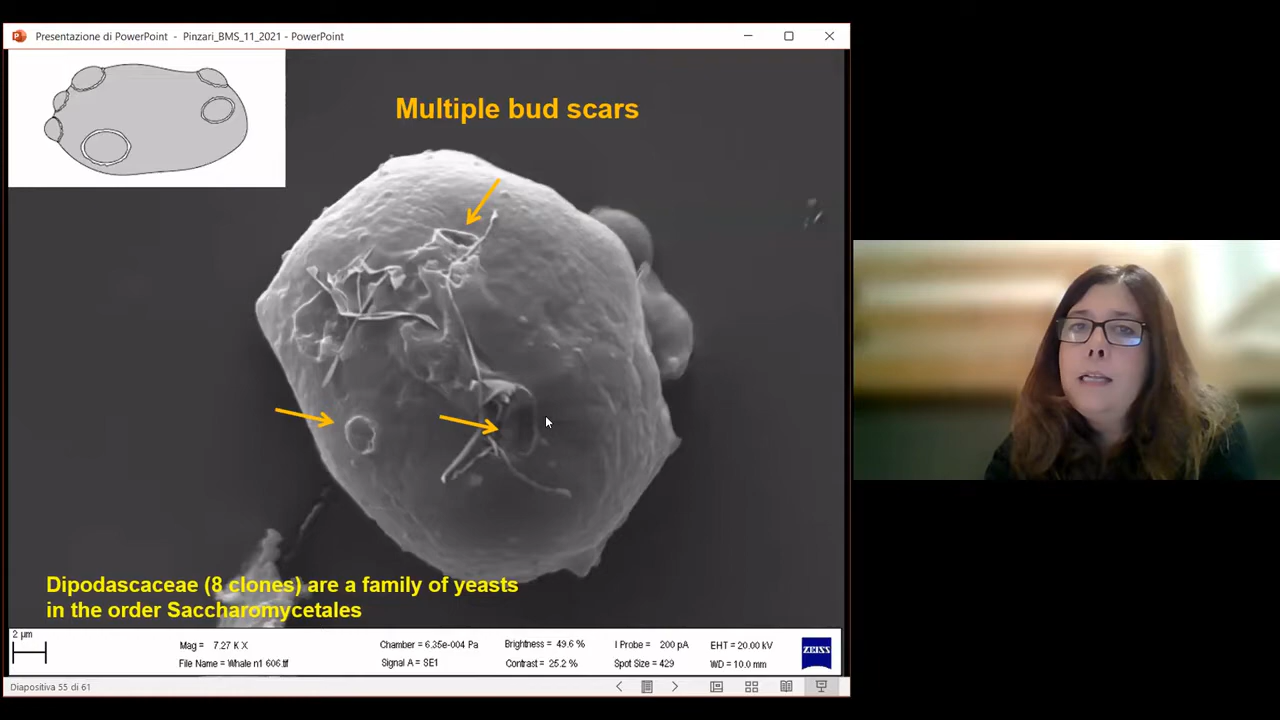 Presentazione di PowerPoint - Pinzari_BMS_11_2021 - PowerPoint
Multiple bud scars
Dipodascaceae (8 clones) are a family of yeasts
in the order Saccharomycetales
2 µm
Mag = 7.27 K X
Chamber = 6.35e-004 Pa
Brightness = 49.6 %
I Probe = 200 pA
EHT = 20.00 kV
File Name = Whale n1 606.tif
Signal A = SE1
Contrast = 25.2 %
Spot Size = 429
WD = 10.0 mm
ZEISS
Diapositiva 55 di 61